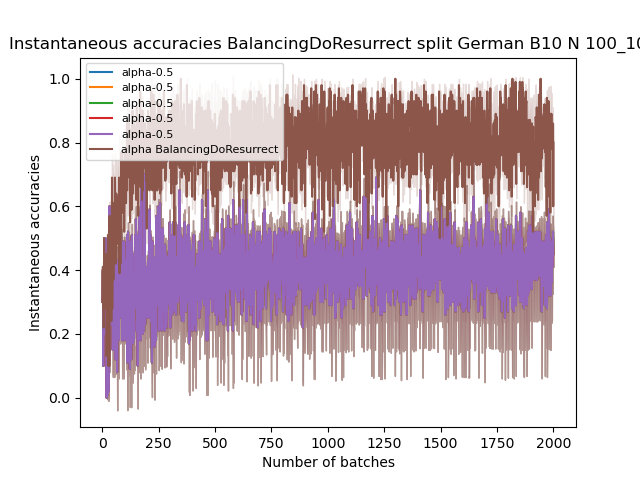 Instantaneous accuracies BalancingDoResurrect split German B10 N 100_10
alpha-0.5
alpha-0.5
alpha-0.5
alpha-0.5
alpha-0.5
alpha BalancingDoResurrect
Instantaneous accuracies
1.0
0.8
0.6
0.4
0.2
0.0
0 250 500 750 1000 1250 1500 1750 2000
Number of batches